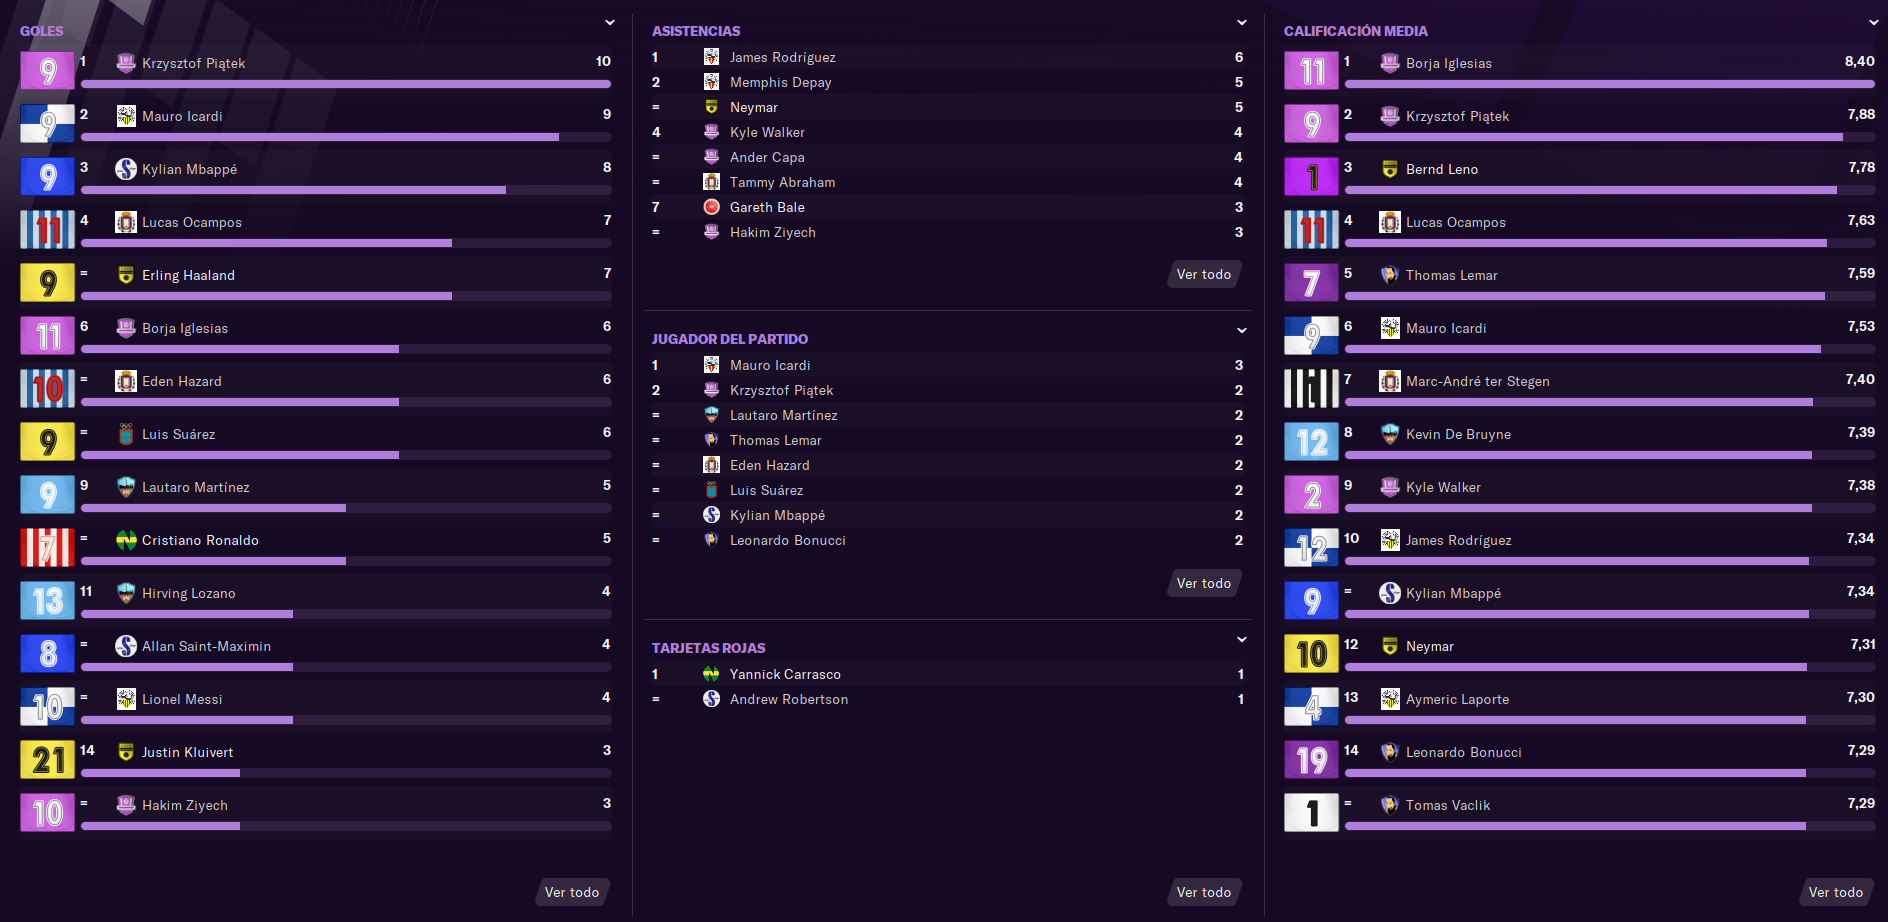 GOLES
9 1 Krzysztof Piątek 10
9 2 Mauro Icardi 9
9 3 Kylian Mbappé 8
11 4 Lucas Ocampos 7
9 = Erling Haaland 7
11 6 Borja Iglesias 6
10 = Eden Hazard 6
9 = Luis Suárez 6
9 9 Lautaro Martínez 5
7 = Cristiano Ronaldo 5
13 11 Hirving Lozano 4
8 = Allan Saint-Maximin 4
10 = Lionel Messi 4
21 14 Justin Kluivert 3
10 = Hakim Ziyech 3
Ver todo
ASISTENCIAS
1 James Rodríguez 6
2 Memphis Depay 5
= Neymar 5
4 Kyle Walker 4
= Ander Capa 4
= Tammy Abraham 4
7 Gareth Bale 3
= Hakim Ziyech 3
Ver todo
JUGADOR DEL PARTIDO
1 Mauro Icardi 3
2 Krzysztof Piątek 2
= Lautaro Martínez 2
= Thomas Lemar 2
= Eden Hazard 2
= Luis Suárez 2
= Kylian Mbappé 2
= Leonardo Bonucci 2
Ver todo
TARJETAS ROJAS
1 Yannick Carrasco 1
= Andrew Robertson 1
Ver todo
CALIFICACIÓN MEDIA
11 1 Borja Iglesias 8,40
9 2 Krzysztof Piątek 7,88
1 3 Bernd Leno 7,78
11 4 Lucas Ocampos 7,63
7 5 Thomas Lemar 7,59
9 6 Mauro Icardi 7,53
1 7 Marc-André ter Stegen 7,40
12 8 Kevin De Bruyne 7,39
2 9 Kyle Walker 7,38
12 10 James Rodríguez 7,34
9 = Kylian Mbappé 7,34
10 12 Neymar 7,31
4 13 Aymeric Laporte 7,30
19 14 Leonardo Bonucci 7,29
1 = Tomas Vaclik 7,29
Ver todo